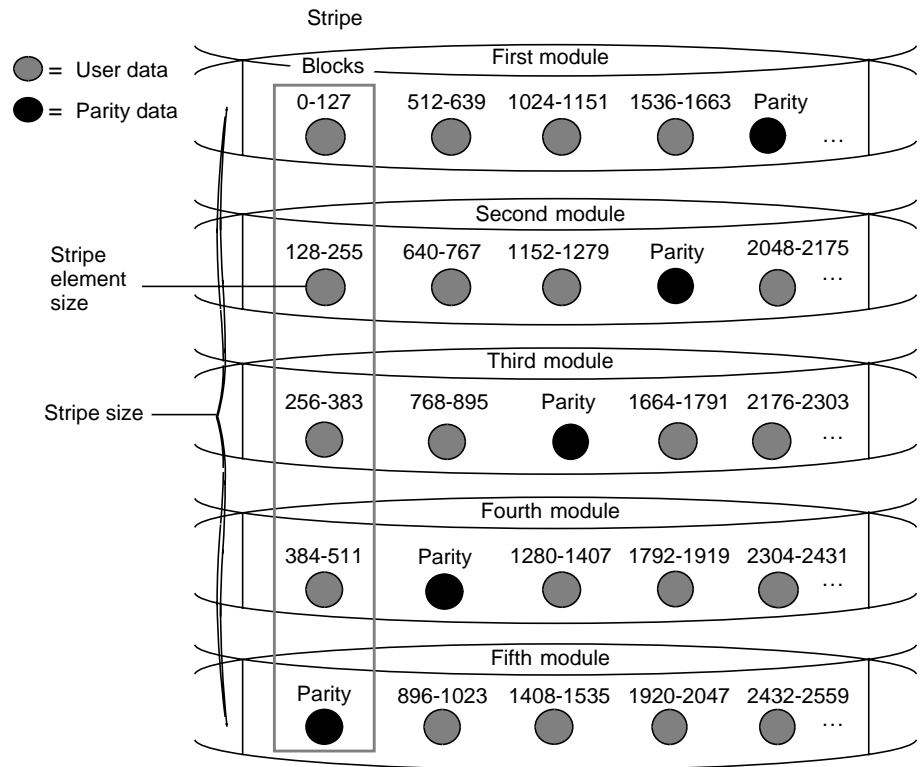 Stripe
= User data
= Parity data
Blocks
First module
0-127 512-639 1024-1151 1536-1663 Parity
...
Second module
128-255 640-767 1152-1279 Parity 2048-2175
...
Stripe
element
size
Third module
256-383 768-895 Parity 1664-1791 2176-2303
...
Stripe size
Fourth module
384-511 Parity 1280-1407 1792-1919 2304-2431
...
Fifth module
Parity 896-1023 1408-1535 1920-2047 2432-2559
...